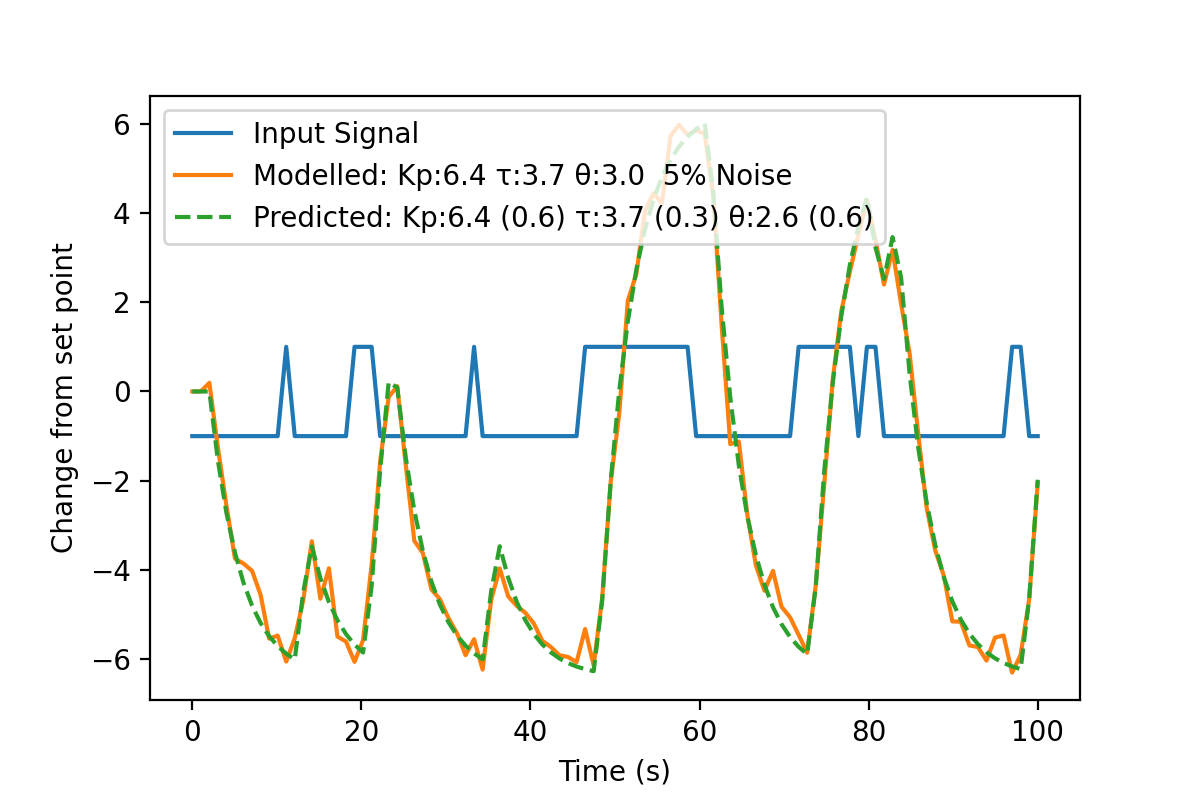 Input Signal
Modelled: Kp:6.4 τ:3.7 θ:3.0  5% Noise
Predicted: Kp:6.4 (0.6) τ:3.7 (0.3) θ:2.6 (0.6)
Change from set point
6
4
2
0
−2
−4
−6
0 20 40 60 80 100
Time (s)